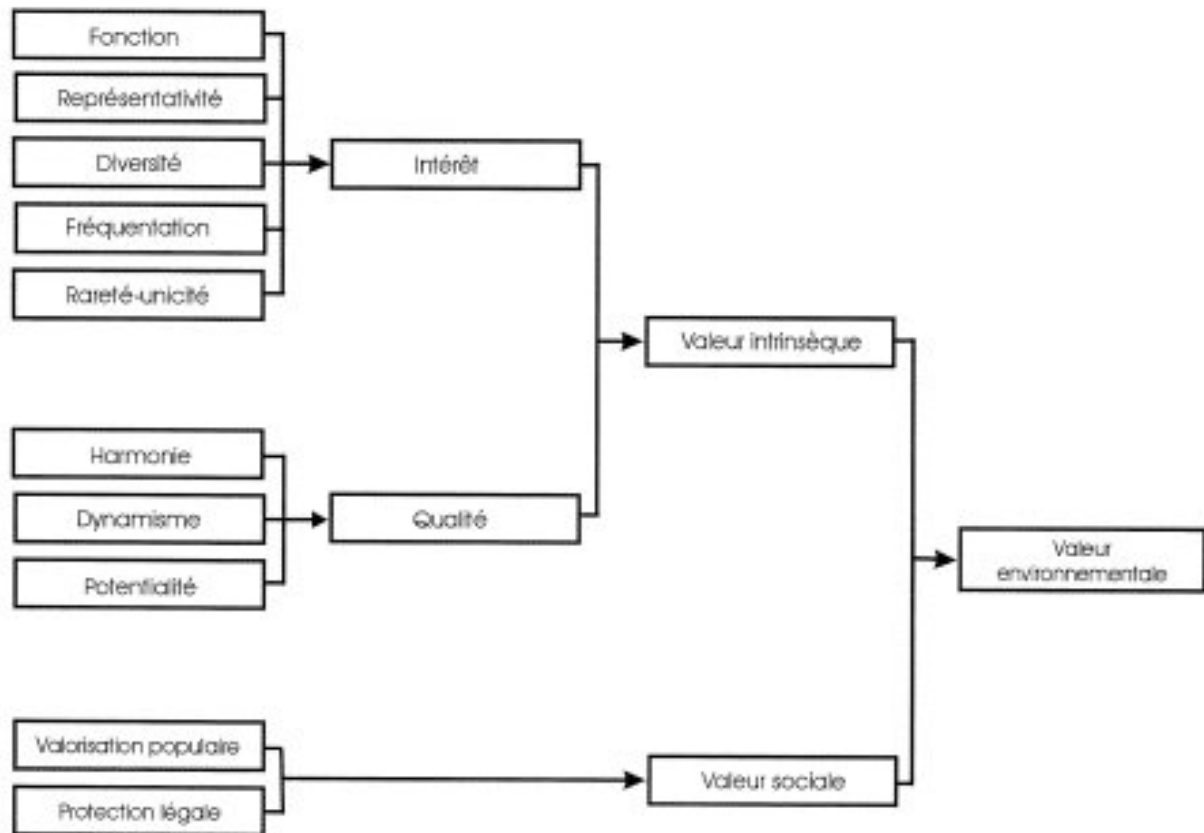 Fonction
Représentativité
Diversité
Fréquentation
Rareté-unicité
Intérêt
Valeur intrinsèque
Harmonie
Dynamisme
Potentialité
Qualité
Valeur
environnementale
Valorisation populaire
Protection légale
Valeur sociale